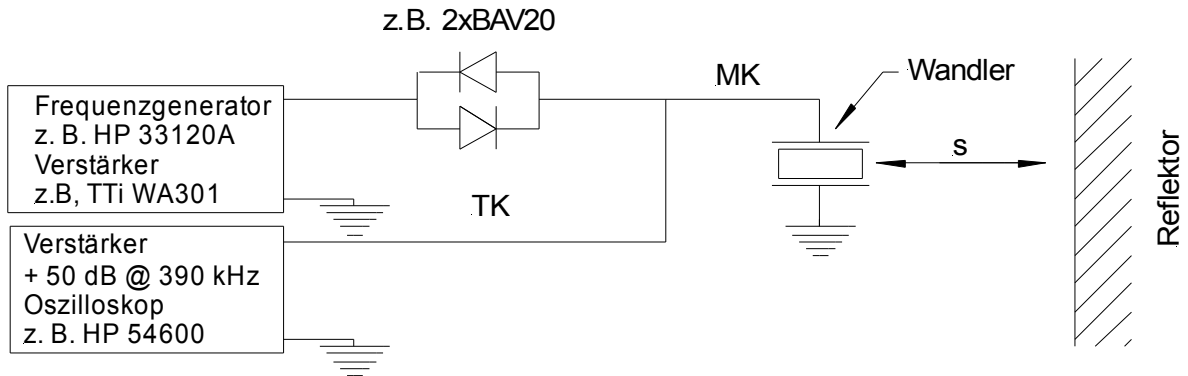 z.B. 2xBAV20
MK
Wandler
Frequenzgenerator
z. B. HP 33120A
Verstärker
z.B, TTi WA301
s
Reflektor
TK
Verstärker
+ 50 dB @ 390 kHz
Oszilloskop
z. B. HP 54600